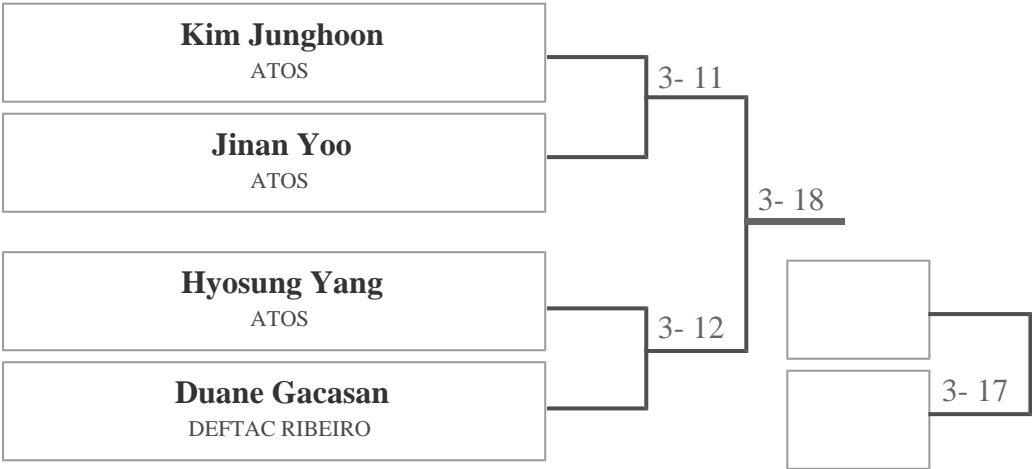 Kim Junghoon
ATOS
3- 11
Jinan Yoo
ATOS
3- 18
Hyosung Yang
ATOS
3- 12
Duane Gacasan
DEFTAC RIBEIRO
3- 17